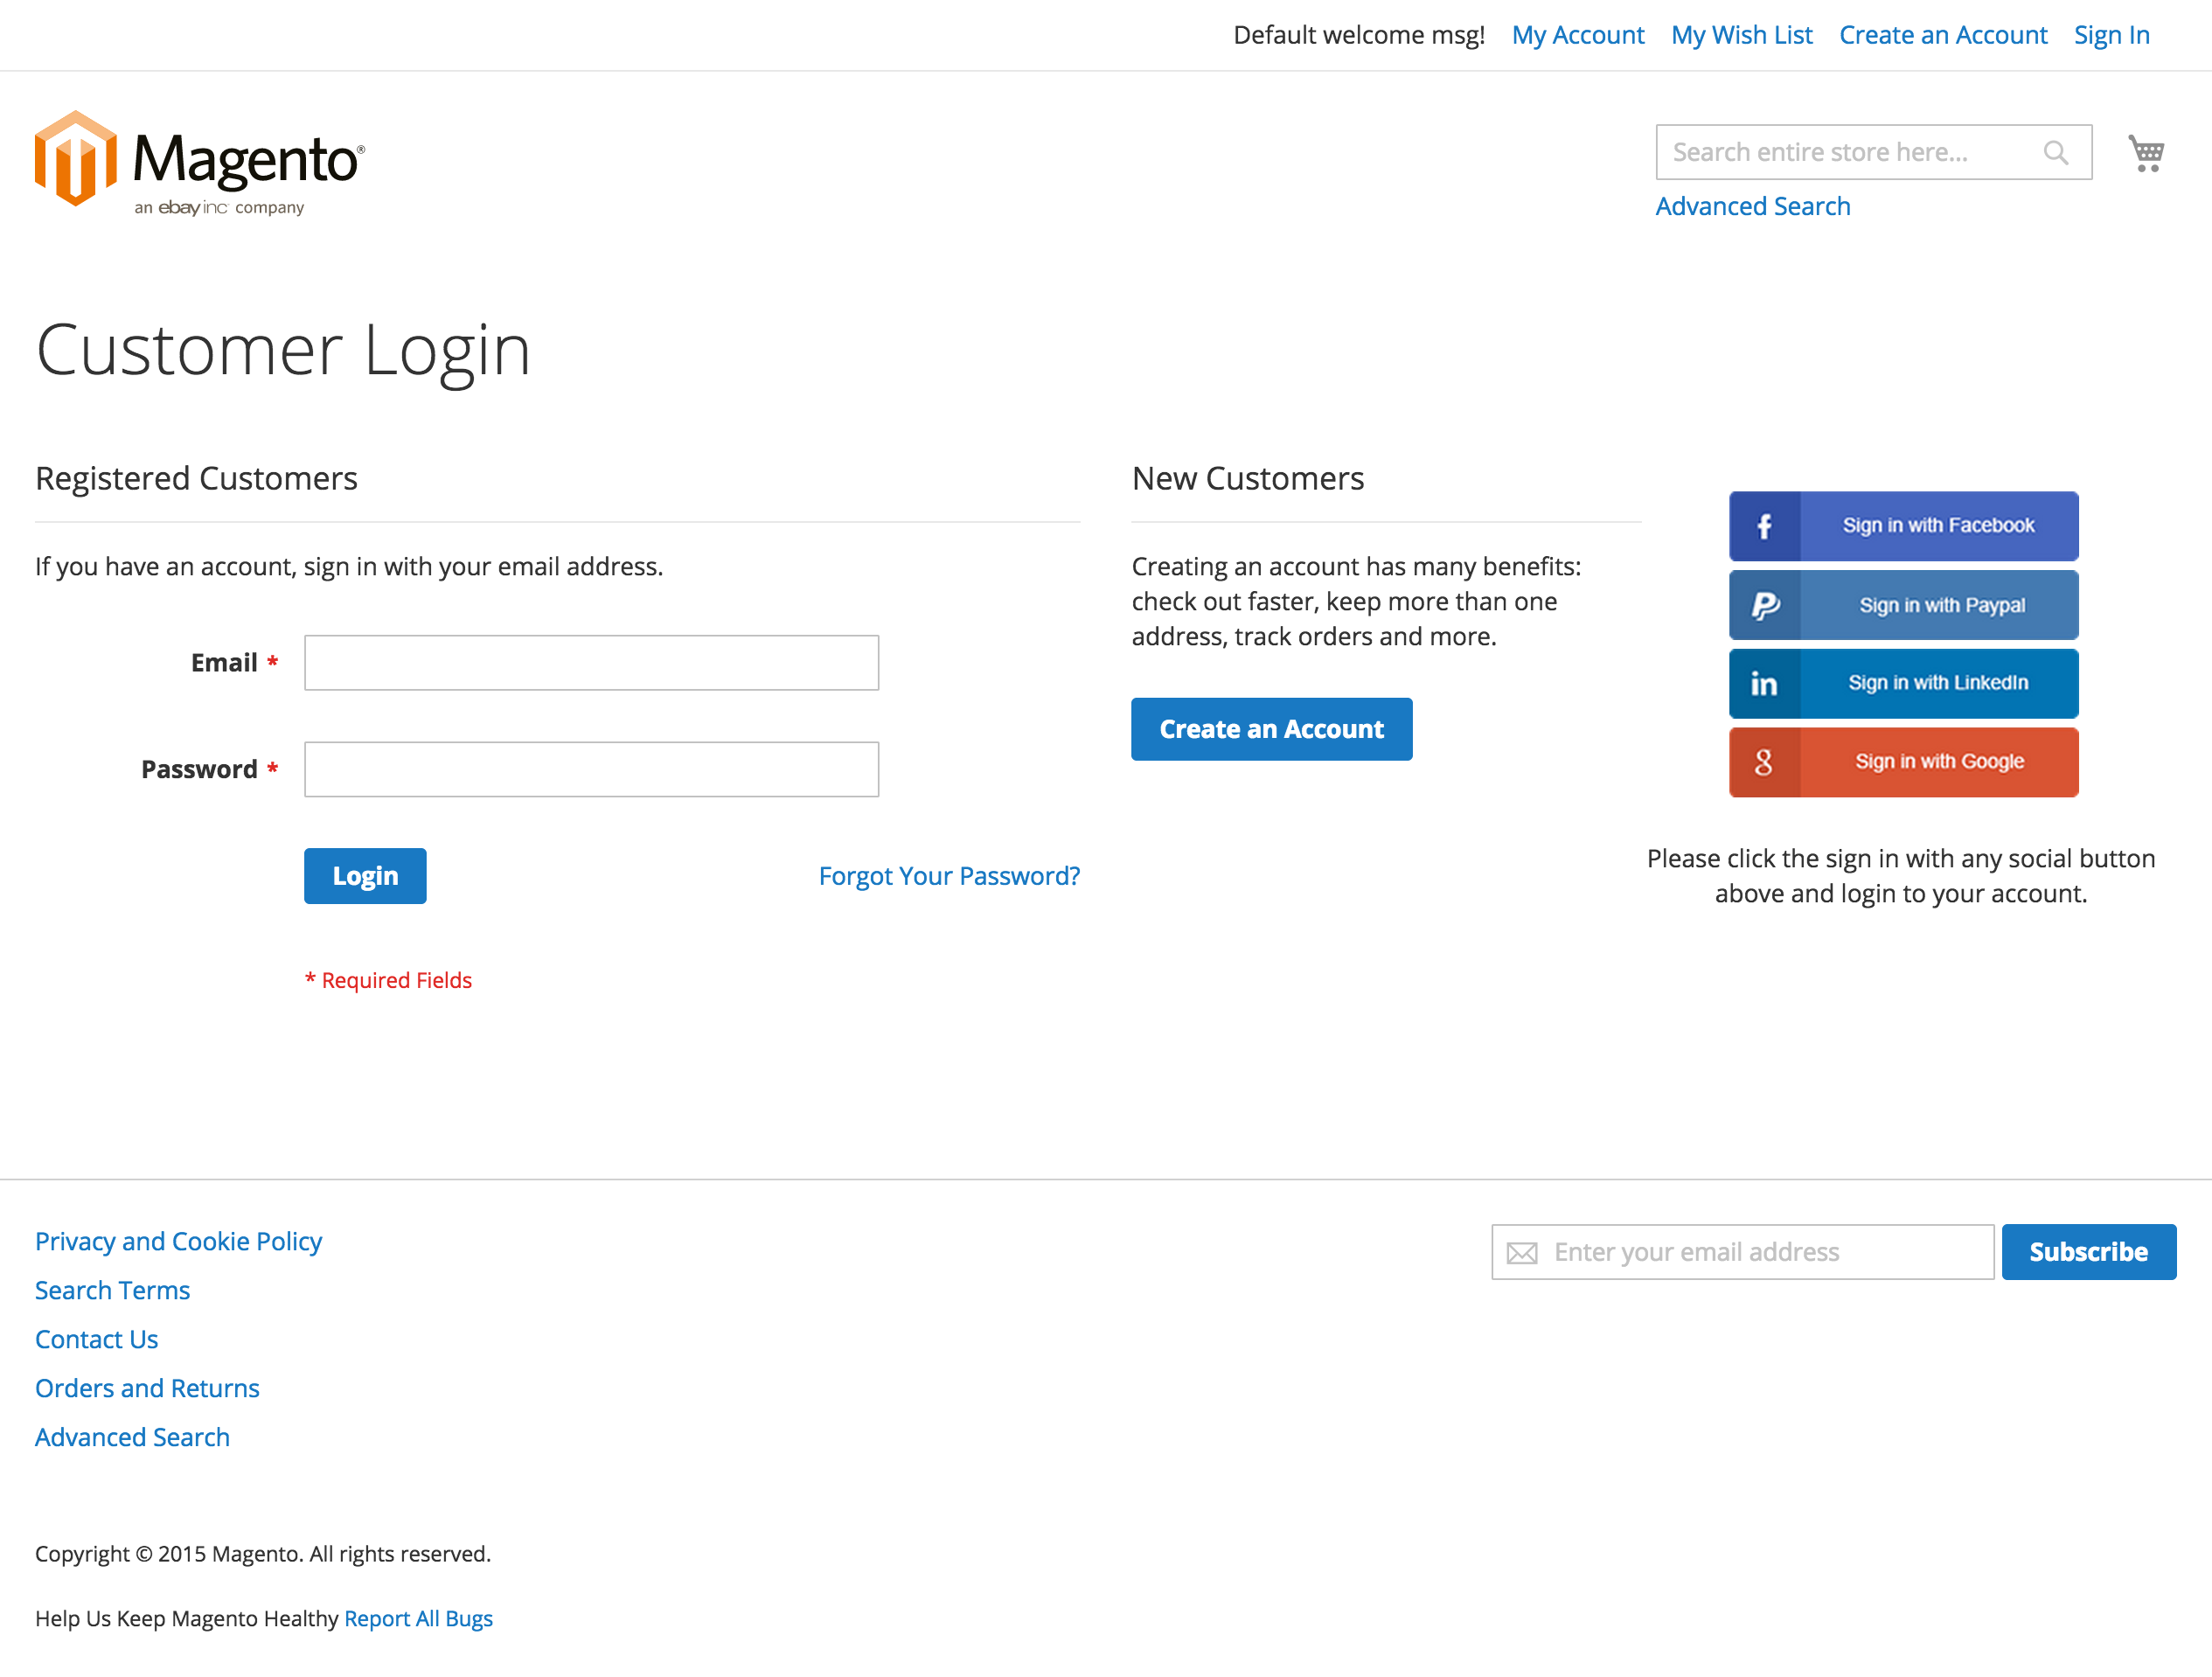 Default welcome msg! My Account My Wish List Create an Account Sign In
Magento®
an ebay inc company
Search entire store here...
Advanced Search
Customer Login
Registered Customers
If you have an account, sign in with your email address.
Email *
Password *
Login Forgot Your Password?
* Required Fields
New Customers
Creating an account has many benefits:
check out faster, keep more than one
address, track orders and more.
Create an Account
f Sign in with Facebook
P Sign in with Paypal
in Sign in with LinkedIn
g Sign in with Google
Please click the sign in with any social button
above and login to your account.
Privacy and Cookie Policy
Search Terms
Contact Us
Orders and Returns
Advanced Search
Enter your email address Subscribe
Copyright © 2015 Magento. All rights reserved.
Help Us Keep Magento Healthy Report All Bugs